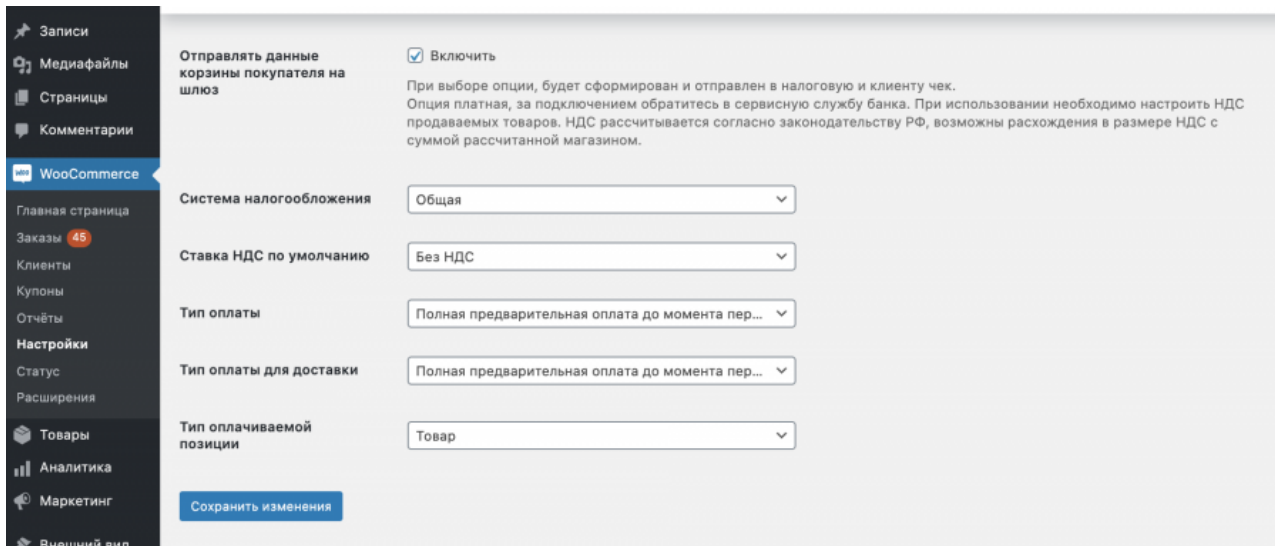 Записи
Медиафайлы
Страницы
Комментарии
WooCommerce
Главная страница
Заказы 45
Клиенты
Купоны
Отчёты
Настройки
Статус
Расширения
Товары
Аналитика
Маркетинг
Внешний вид
Отправлять данные
корзины покупателя на
шлюз
Включить
При выборе опции, будет сформирован и отправлен в налоговую и клиенту чек.
Опция платная, за подключением обратитесь в сервисную службу банка. При использовании необходимо настроить НДС
продаваемых товаров. НДС рассчитывается согласно законодательству РФ, возможны расхождения в размере НДС с
суммой рассчитанной магазином.
Система налогообложения
Общая
Ставка НДС по умолчанию
Без НДС
Тип оплаты
Полная предварительная оплата до момента пер...
Тип оплаты для доставки
Полная предварительная оплата до момента пер...
Тип оплачиваемой
позиции
Товар
Сохранить изменения